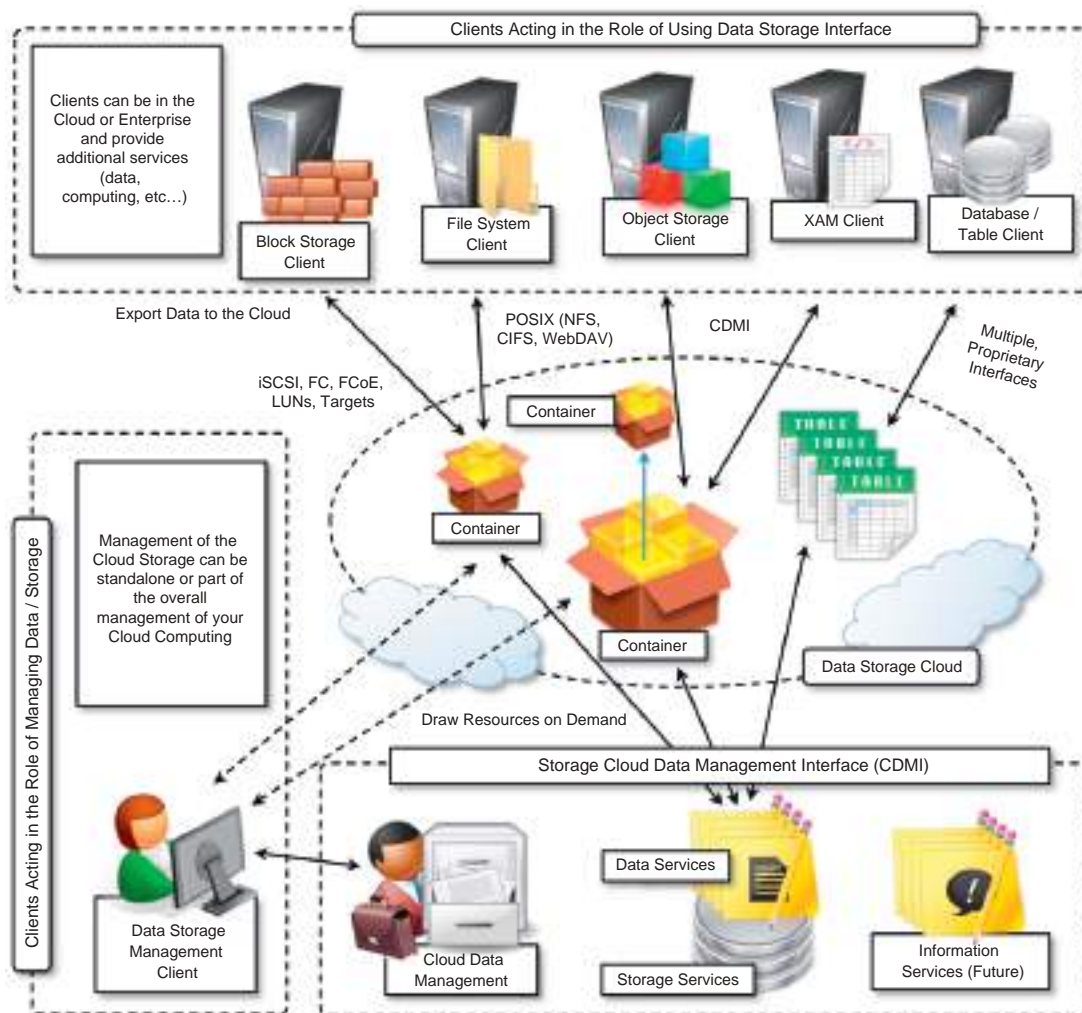 Clients Acting in the Role of Using Data Storage Interface
Clients can be in the
Cloud or Enterprise
and provide
additional services
(data,
computing, etc…)
Block Storage
Client
File System
Client
Object Storage
Client
XAM Client
Database /
Table Client
Export Data to the Cloud
POSIX (NFS,
CIFS, WebDAV)
CDMI
Multiple,
Proprietary
Interfaces
iSCSI, FC, FCoE,
LUNs, Targets
Container
Container
Container
TABLE
TABLE
TABLE
TABLE
Data Storage Cloud
Clients Acting in the Role of Managing Data / Storage
Management of the
Cloud Storage can be
standalone or part of
the overall
management of your
Cloud Computing
Draw Resources on Demand
Storage Cloud Data Management Interface (CDMI)
Data Storage
Management
Client
Cloud Data
Management
Data Services
Storage Services
Information
Services (Future)